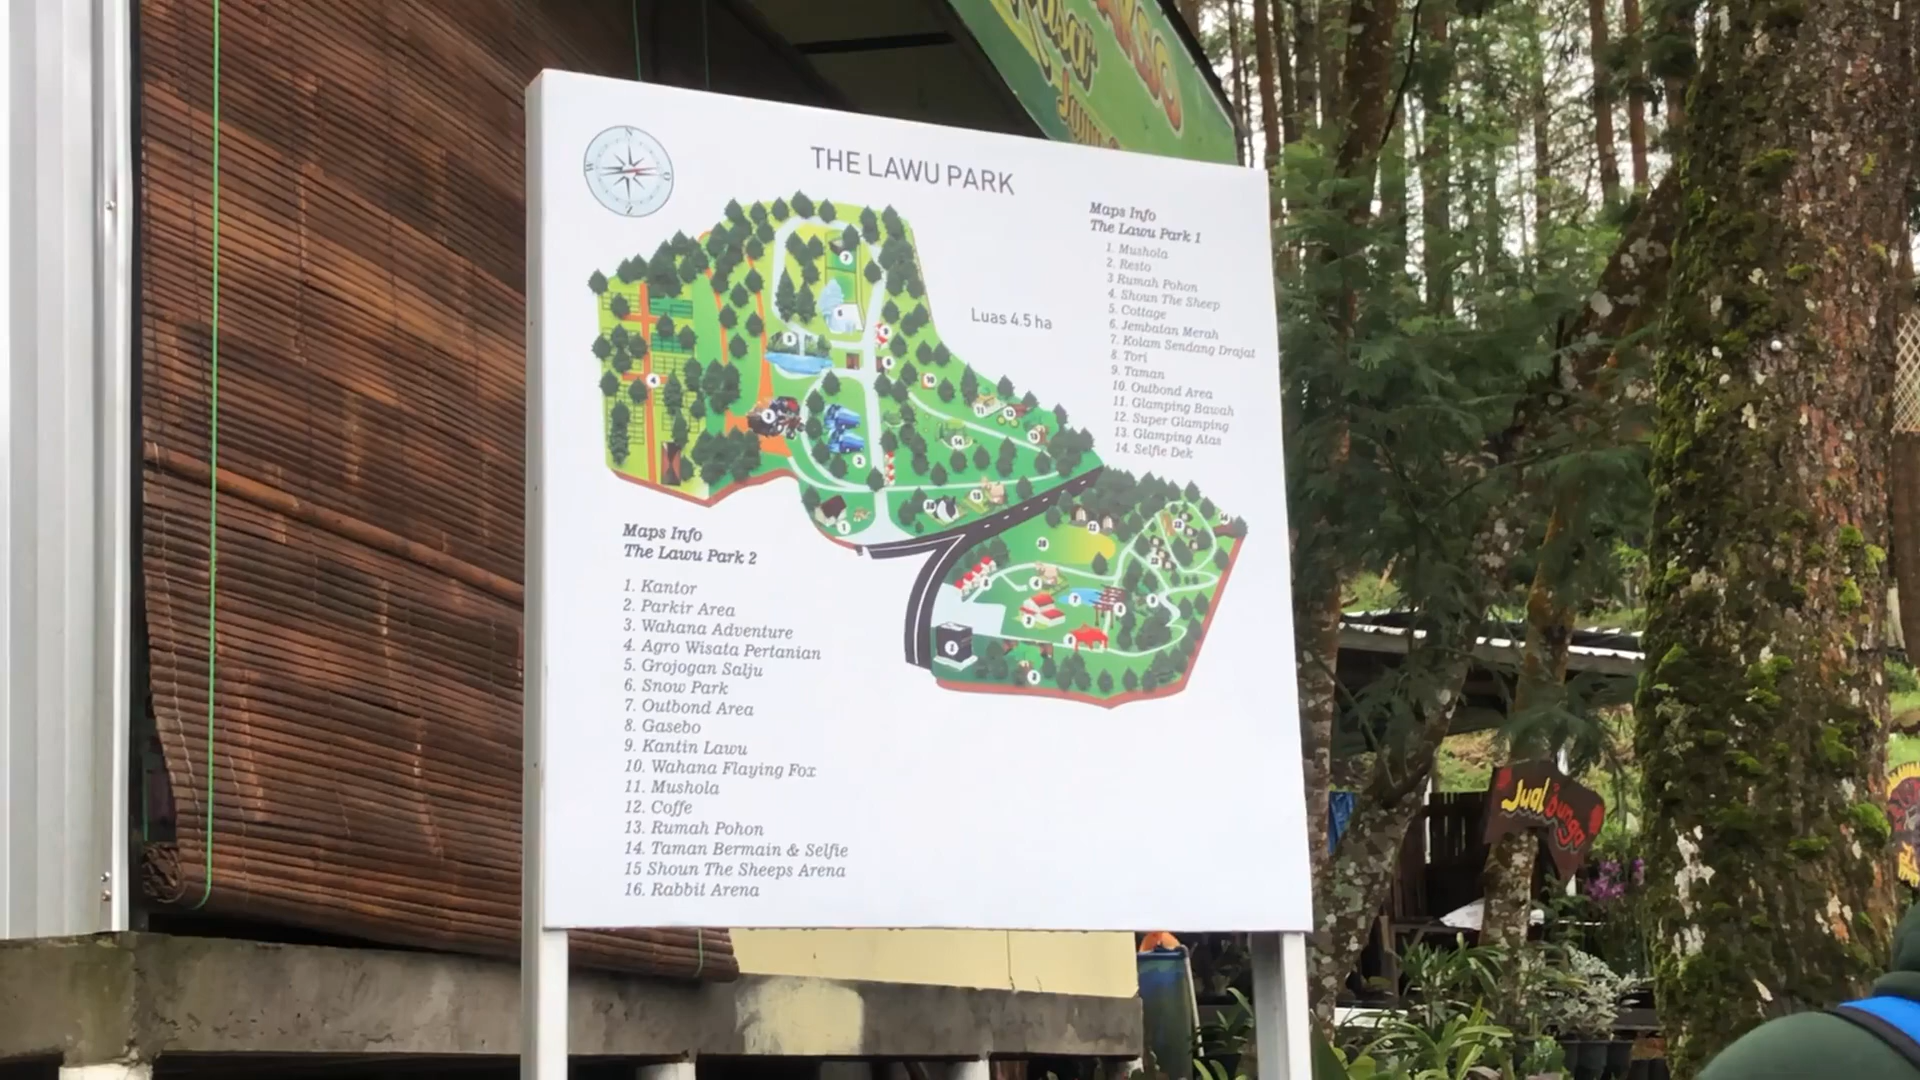 THE LAWU PARK
Luas 4.5 ha
Maps Info
The Lawu Park 1
1. Mushola
2. Resto
3 Rumah Pohon
4. Shoun The Sheep
5. Cottage
6. Jembatan Merah
7. Kolam Sendang Drajat
8. Tori
9. Taman
10. Outbond Area
11. Glamping Bawah
12. Super Glamping
13. Glamping Atas
14. Selfie Dek
Maps Info
The Lawu Park 2
1. Kantor
2. Parkir Area
3. Wahana Adventure
4. Agro Wisata Pertanian
5. Grojogan Salju
6. Snow Park
7. Outbond Area
8. Gasebo
9. Kantin Lawu
10. Wahana Flaying Fox
11. Mushola
12. Coffe
13. Rumah Pohon
14. Taman Bermain & Selfie
15 Shoun The Sheeps Arena
16. Rabbit Arena
Jual Bunga